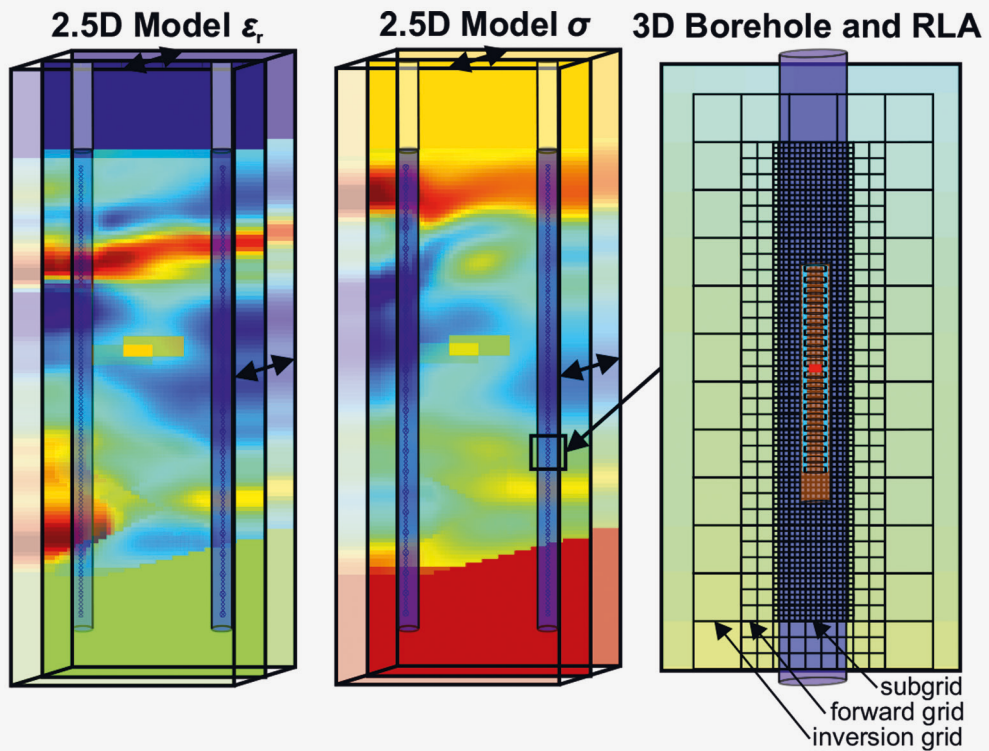 2.5D Model εr
2.5D Model σ
3D Borehole and RLA
subgrid
forward grid
inversion grid